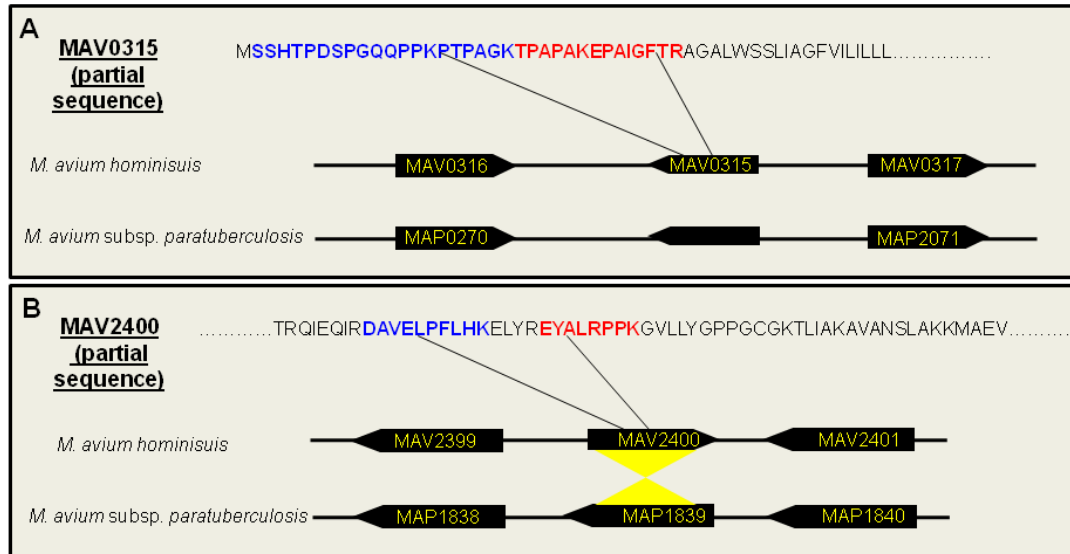 A
MAV0315 (partial sequence)
MSSHTPDSPGQQPPKPTPAGKTPAPAKEPAIGFTRAGALWSSLIAGFVILILLL................
M. avium hominisuis
MAV0316 MAV0315 MAV0317
M. avium subsp. paratuberculosis
MAP0270 MAP2071
B
MAV2400 (partial sequence)
............TRQIEQIRDAVELPFLHKELYREYALRPPKGVLLYGPPGCGKTLIAKAVANSLAKKMAEV............
M. avium hominisuis
MAV2399 MAV2400 MAV2401
M. avium subsp. paratuberculosis
MAP1838 MAP1839 MAP1840